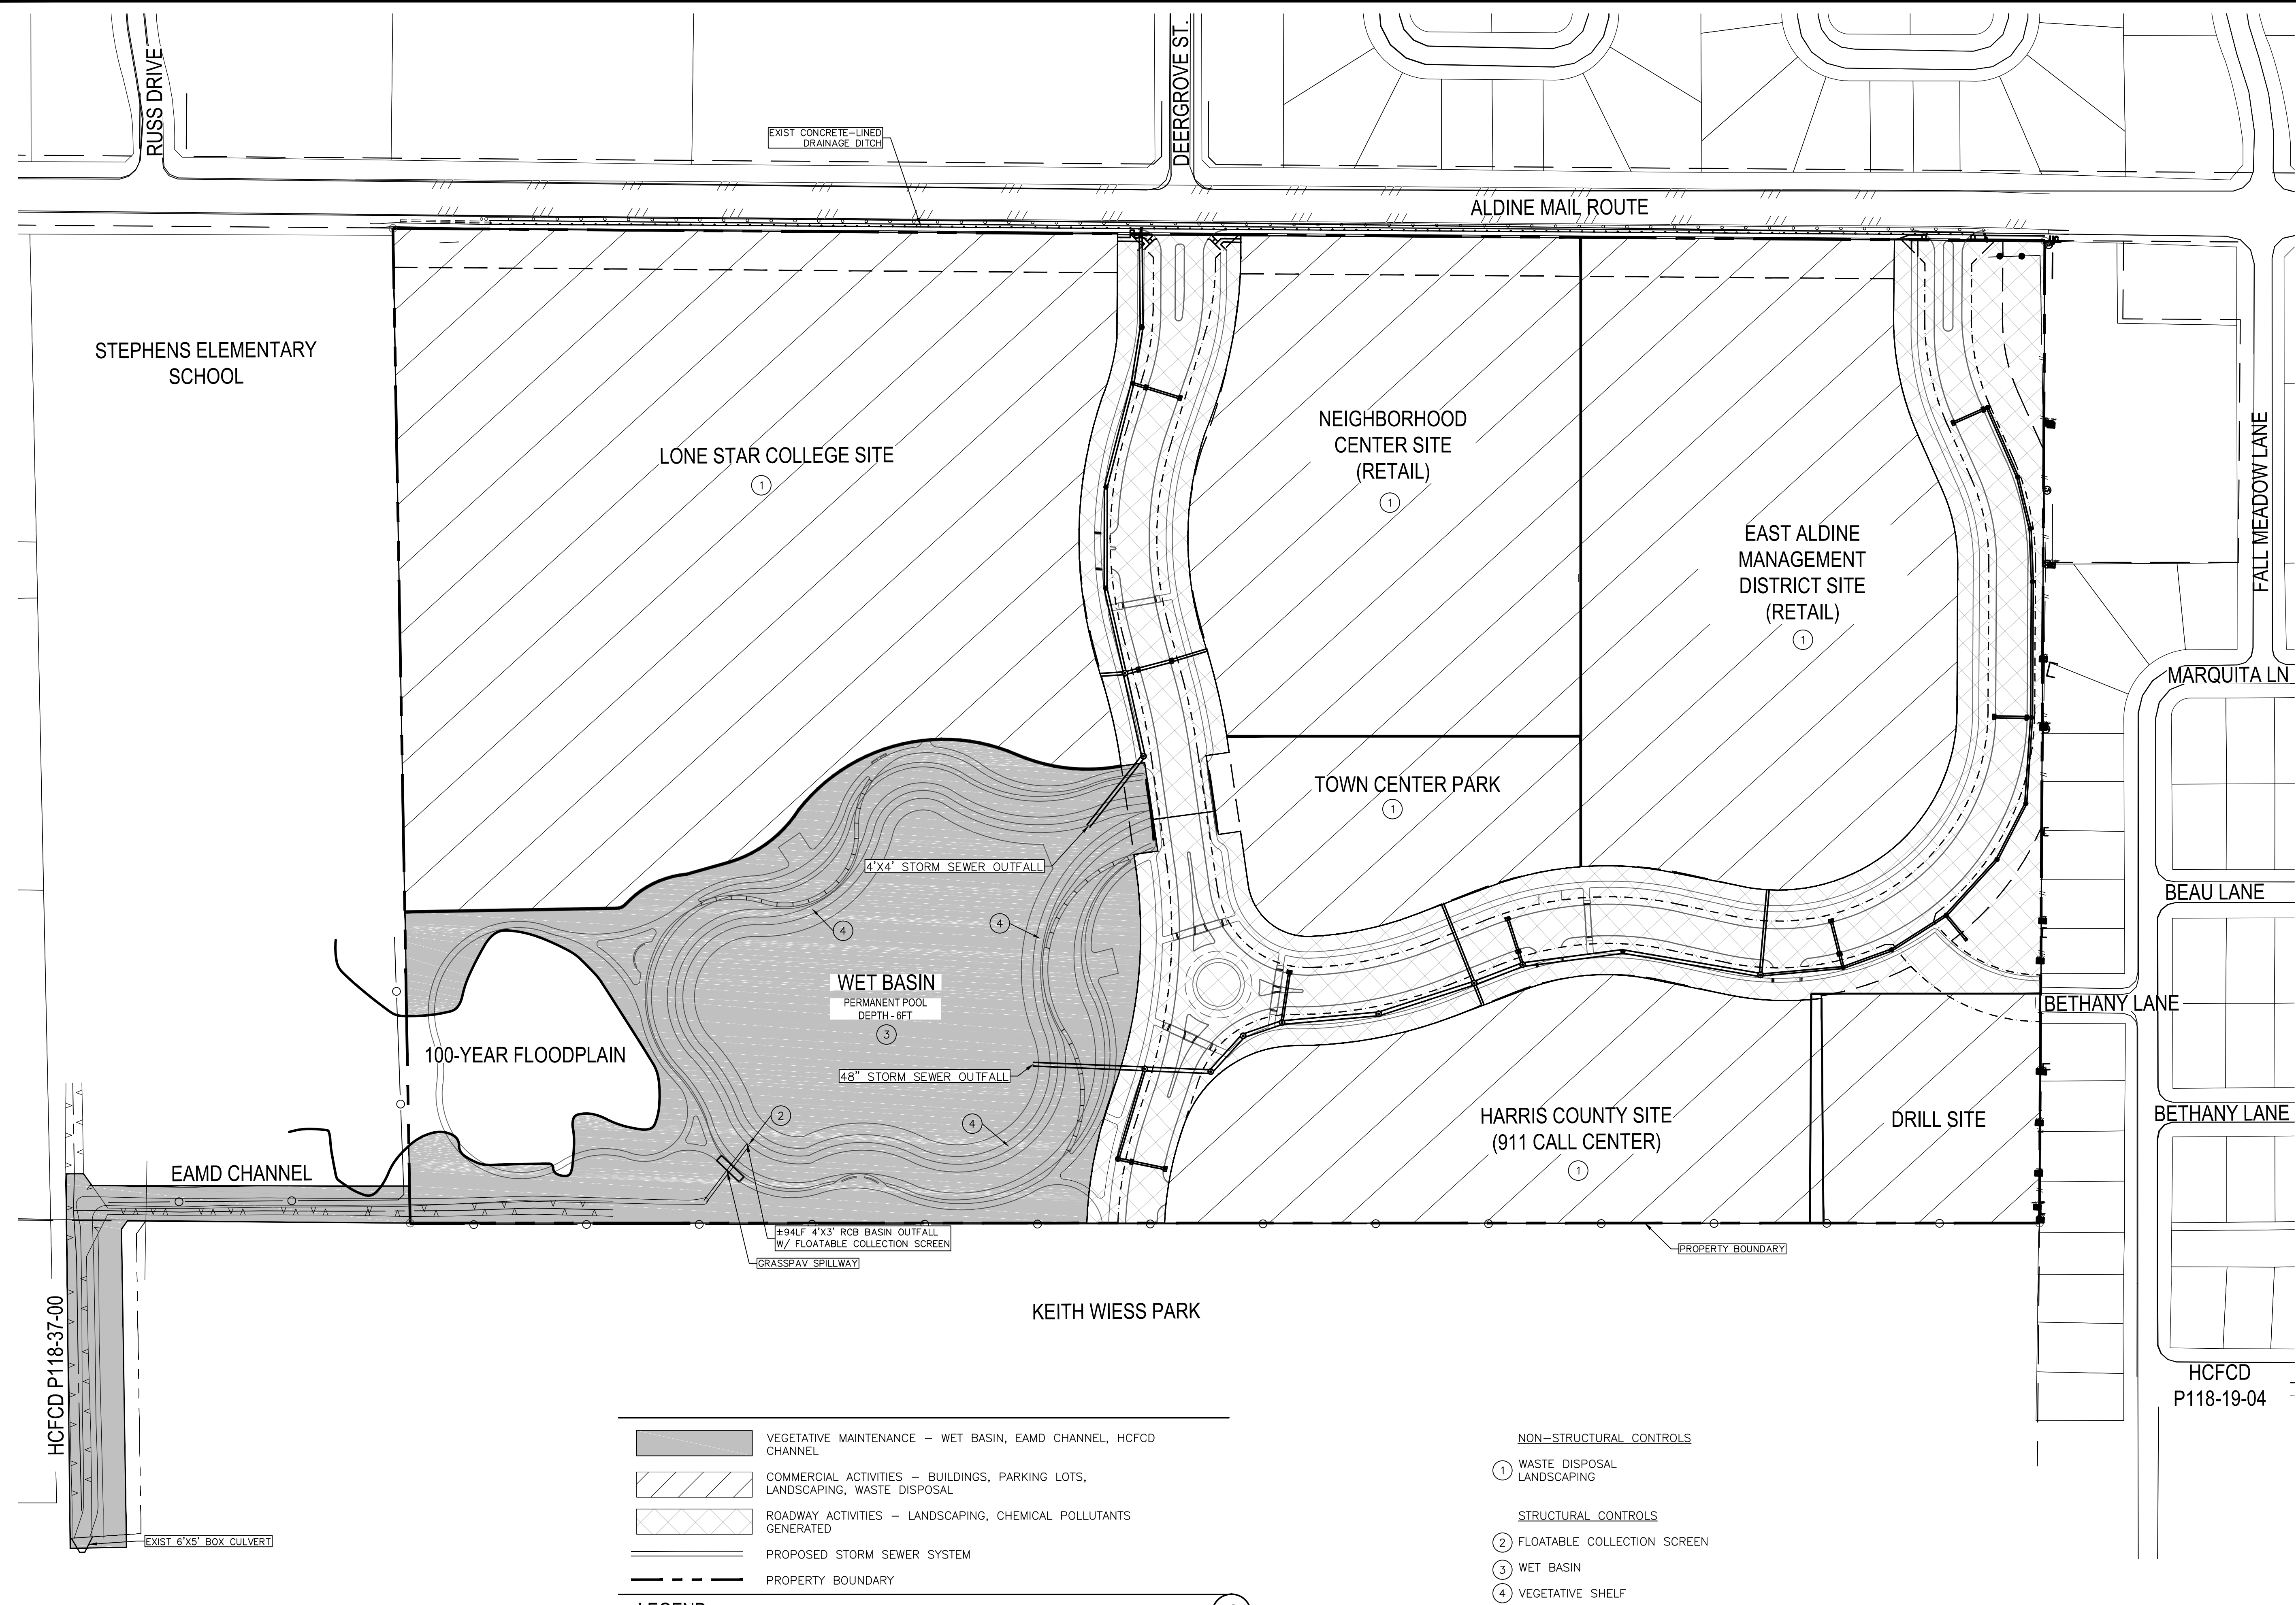 RUSS DRIVE
DEERGROVE ST.
EXIST CONCRETE-LINED
DRAINAGE DITCH
ALDINE MAIL ROUTE
STEPHENS ELEMENTARY
SCHOOL
LONE STAR COLLEGE SITE
1
NEIGHBORHOOD
CENTER SITE
(RETAIL)
1
EAST ALDINE
MANAGEMENT
DISTRICT SITE
(RETAIL)
1
FALL MEADOW LANE
MARQUITA LN
TOWN CENTER PARK
1
4'X4' STORM SEWER OUTFALL
4
4
BEAU LANE
WET BASIN
PERMANENT POOL
DEPTH - 6FT
3
BETHANY LANE
100-YEAR FLOODPLAIN
48" STORM SEWER OUTFALL
2
4
HARRIS COUNTY SITE
(911 CALL CENTER)
1
DRILL SITE
BETHANY LANE
EAMD CHANNEL
±94LF 4'X3' RCB BASIN OUTFALL
W/ FLOATABLE COLLECTION SCREEN
GRASSPAV SPILLWAY
PROPERTY BOUNDARY
KEITH WIESS PARK
HCFCD P118-37-00
HCFCD
P118-19-04
EXIST 6'X5' BOX CULVERT
VEGETATIVE MAINTENANCE – WET BASIN, EAMD CHANNEL, HCFCD
CHANNEL
COMMERCIAL ACTIVITIES – BUILDINGS, PARKING LOTS,
LANDSCAPING, WASTE DISPOSAL
ROADWAY ACTIVITIES – LANDSCAPING, CHEMICAL POLLUTANTS
GENERATED
PROPOSED STORM SEWER SYSTEM
PROPERTY BOUNDARY
LEGEND
NON-STRUCTURAL CONTROLS
1 WASTE DISPOSAL
LANDSCAPING
STRUCTURAL CONTROLS
2 FLOATABLE COLLECTION SCREEN
3 WET BASIN
4 VEGETATIVE SHELF